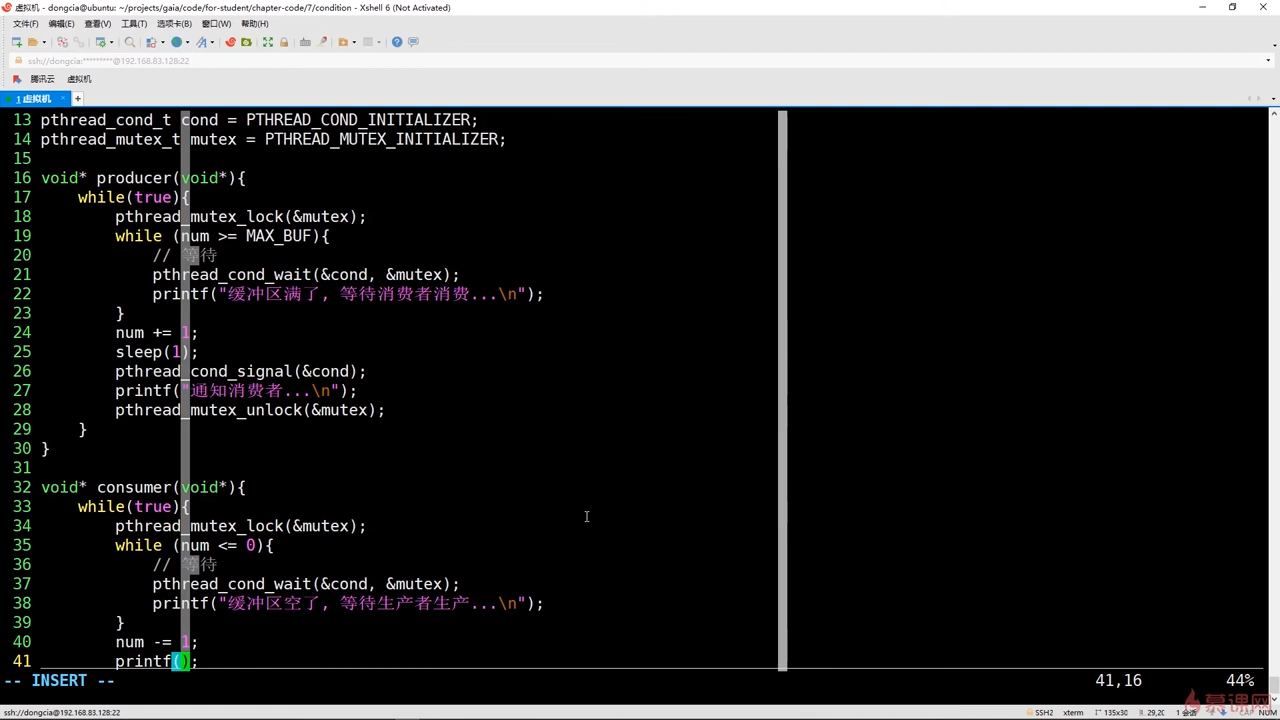 虚拟机 - dongcia@ubuntu: ~/projects/gaia/code/for-student/chapter-code/7/condition - Xshell 6 (Not Activated)
文件(F) 编辑(E) 查看(V) 工具(T) 选项卡(B) 窗口(W) 帮助(H)
ssh://dongcia:*********@192.168.83.128:22
腾讯云 虚拟机
1 虚拟机
13 pthread_cond_t cond = PTHREAD_COND_INITIALIZER;
14 pthread_mutex_t mutex = PTHREAD_MUTEX_INITIALIZER;
15
16 void* producer(void*){
17 while(true){
18 pthread_mutex_lock(&mutex);
19 while (num >= MAX_BUF){
20 // 等待
21 pthread_cond_wait(&cond, &mutex);
22 printf("缓冲区满了, 等待消费者消费...\n");
23 }
24 num += 1;
25 sleep(1);
26 pthread_cond_signal(&cond);
27 printf("通知消费者...\n");
28 pthread_mutex_unlock(&mutex);
29 }
30 }
31
32 void* consumer(void*){
33 while(true){
34 pthread_mutex_lock(&mutex);
35 while (num <= 0){
36 // 等待
37 pthread_cond_wait(&cond, &mutex);
38 printf("缓冲区空了, 等待生产者生产...\n");
39 }
40 num -= 1;
41 printf();
-- INSERT -- 41,16 44%
慕课网
ssh://dongcia@192.168.83.128:22 SSH2 xterm 135x30 29,20 1 会话 CAP NUM